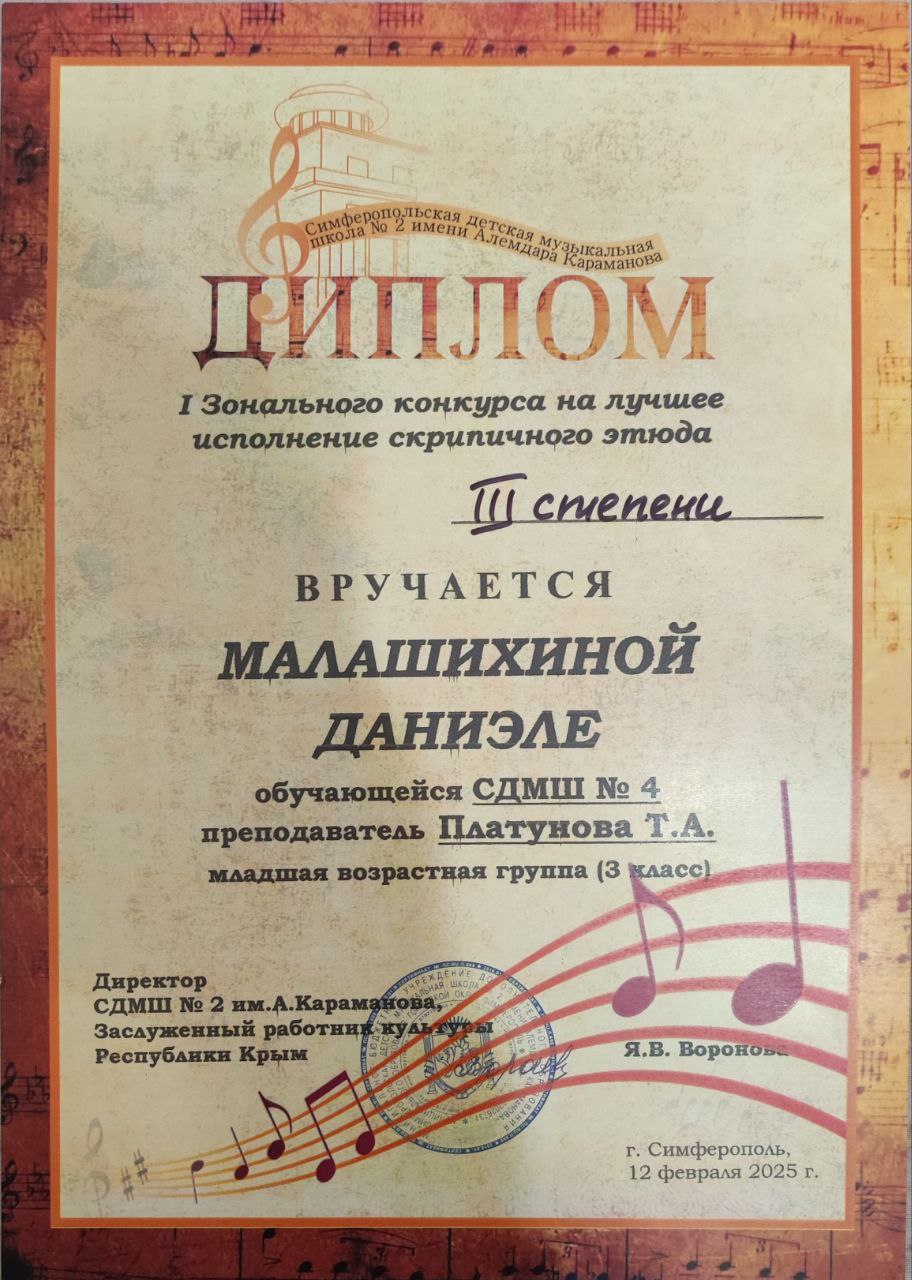 Симферопольская детская музыкальная
школа № 2 имени Алемдара Караманова
ДИПЛОМ
I Зонального конкурса на лучшее
исполнение скрипичного этюда
III степени
ВРУЧАЕТСЯ
МАЛАШИХИНОЙ
ДАНИЭЛЕ
обучающейся СДМШ № 4
преподаватель Платунова Т.А.
младшая возрастная группа (3 класс)
Директор
СДМШ № 2 им.А.Караманова,
Заслуженный работник культуры
Республики Крым
Я.В. Воронова
г. Симферополь,
12 февраля 2025 г.